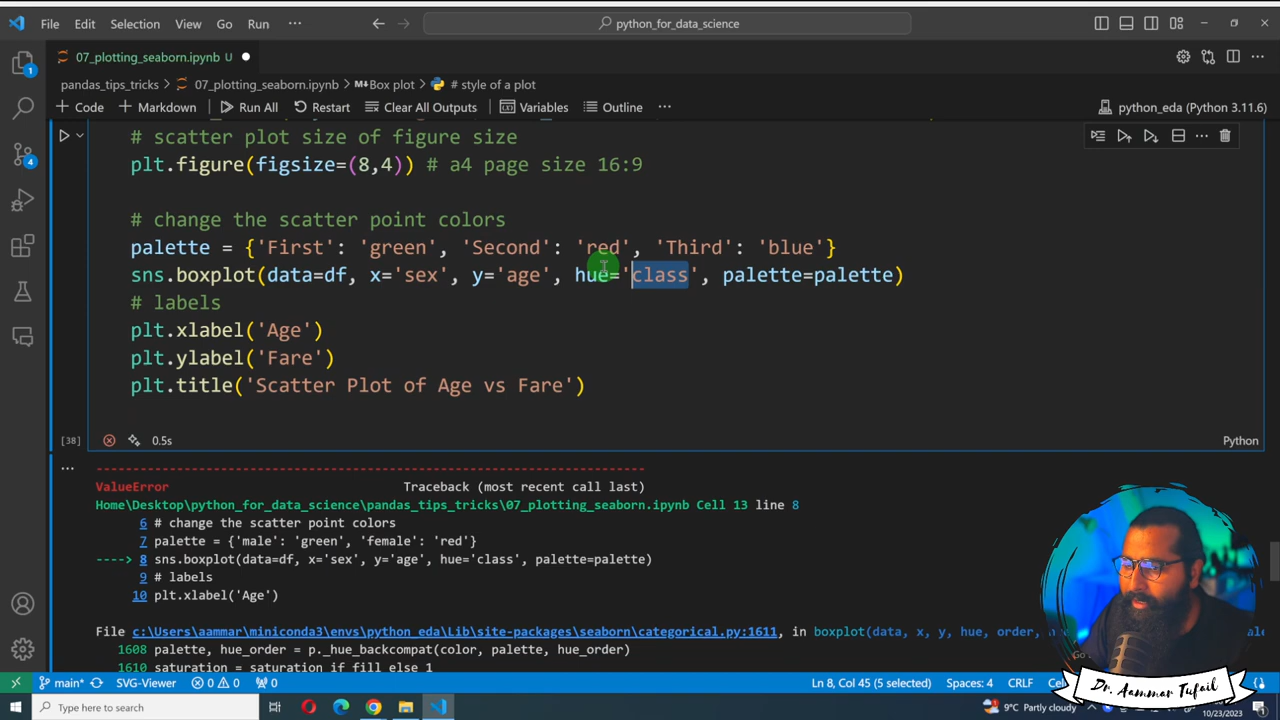 File Edit Selection View Go Run ··· python_for_data_science
07_plotting_seaborn.ipynb U
pandas_tips_tricks > 07_plotting_seaborn.ipynb > M↓Box plot > # style of a plot
+ Code + Markdown Run All Restart Clear All Outputs Variables Outline ··· python_eda (Python 3.11.6)
# scatter plot size of figure size
plt.figure(figsize=(8,4)) # a4 page size 16:9
# change the scatter point colors
palette = {'First': 'green', 'Second': 'red', 'Third': 'blue'}
sns.boxplot(data=df, x='sex', y='age', hue='class', palette=palette)
# labels
plt.xlabel('Age')
plt.ylabel('Fare')
plt.title('Scatter Plot of Age vs Fare')
[38] 0.5s Python
ValueError Traceback (most recent call last)
Home\Desktop\python_for_data_science\pandas_tips_tricks\07_plotting_seaborn.ipynb Cell 13 line 8
6 # change the scatter point colors
7 palette = {'male': 'green', 'female': 'red'}
----> 8 sns.boxplot(data=df, x='sex', y='age', hue='class', palette=palette)
9 # labels
10 plt.xlabel('Age')
File c:\Users\aammar\miniconda3\envs\python_eda\Lib\site-packages\seaborn\categorical.py:1611, in boxplot(data, x, y, hue, order,
1608 palette, hue_order = p._hue_backcompat(color, palette, hue_order)
1610 saturation = saturation if fill else 1
main* SVG-Viewer 0 0 0 Ln 8, Col 45 (5 selected) Spaces: 4 CRLF
Dr. Aammar Tufail
Type here to search 9°C Partly cloudy 10/23/2023
1
4